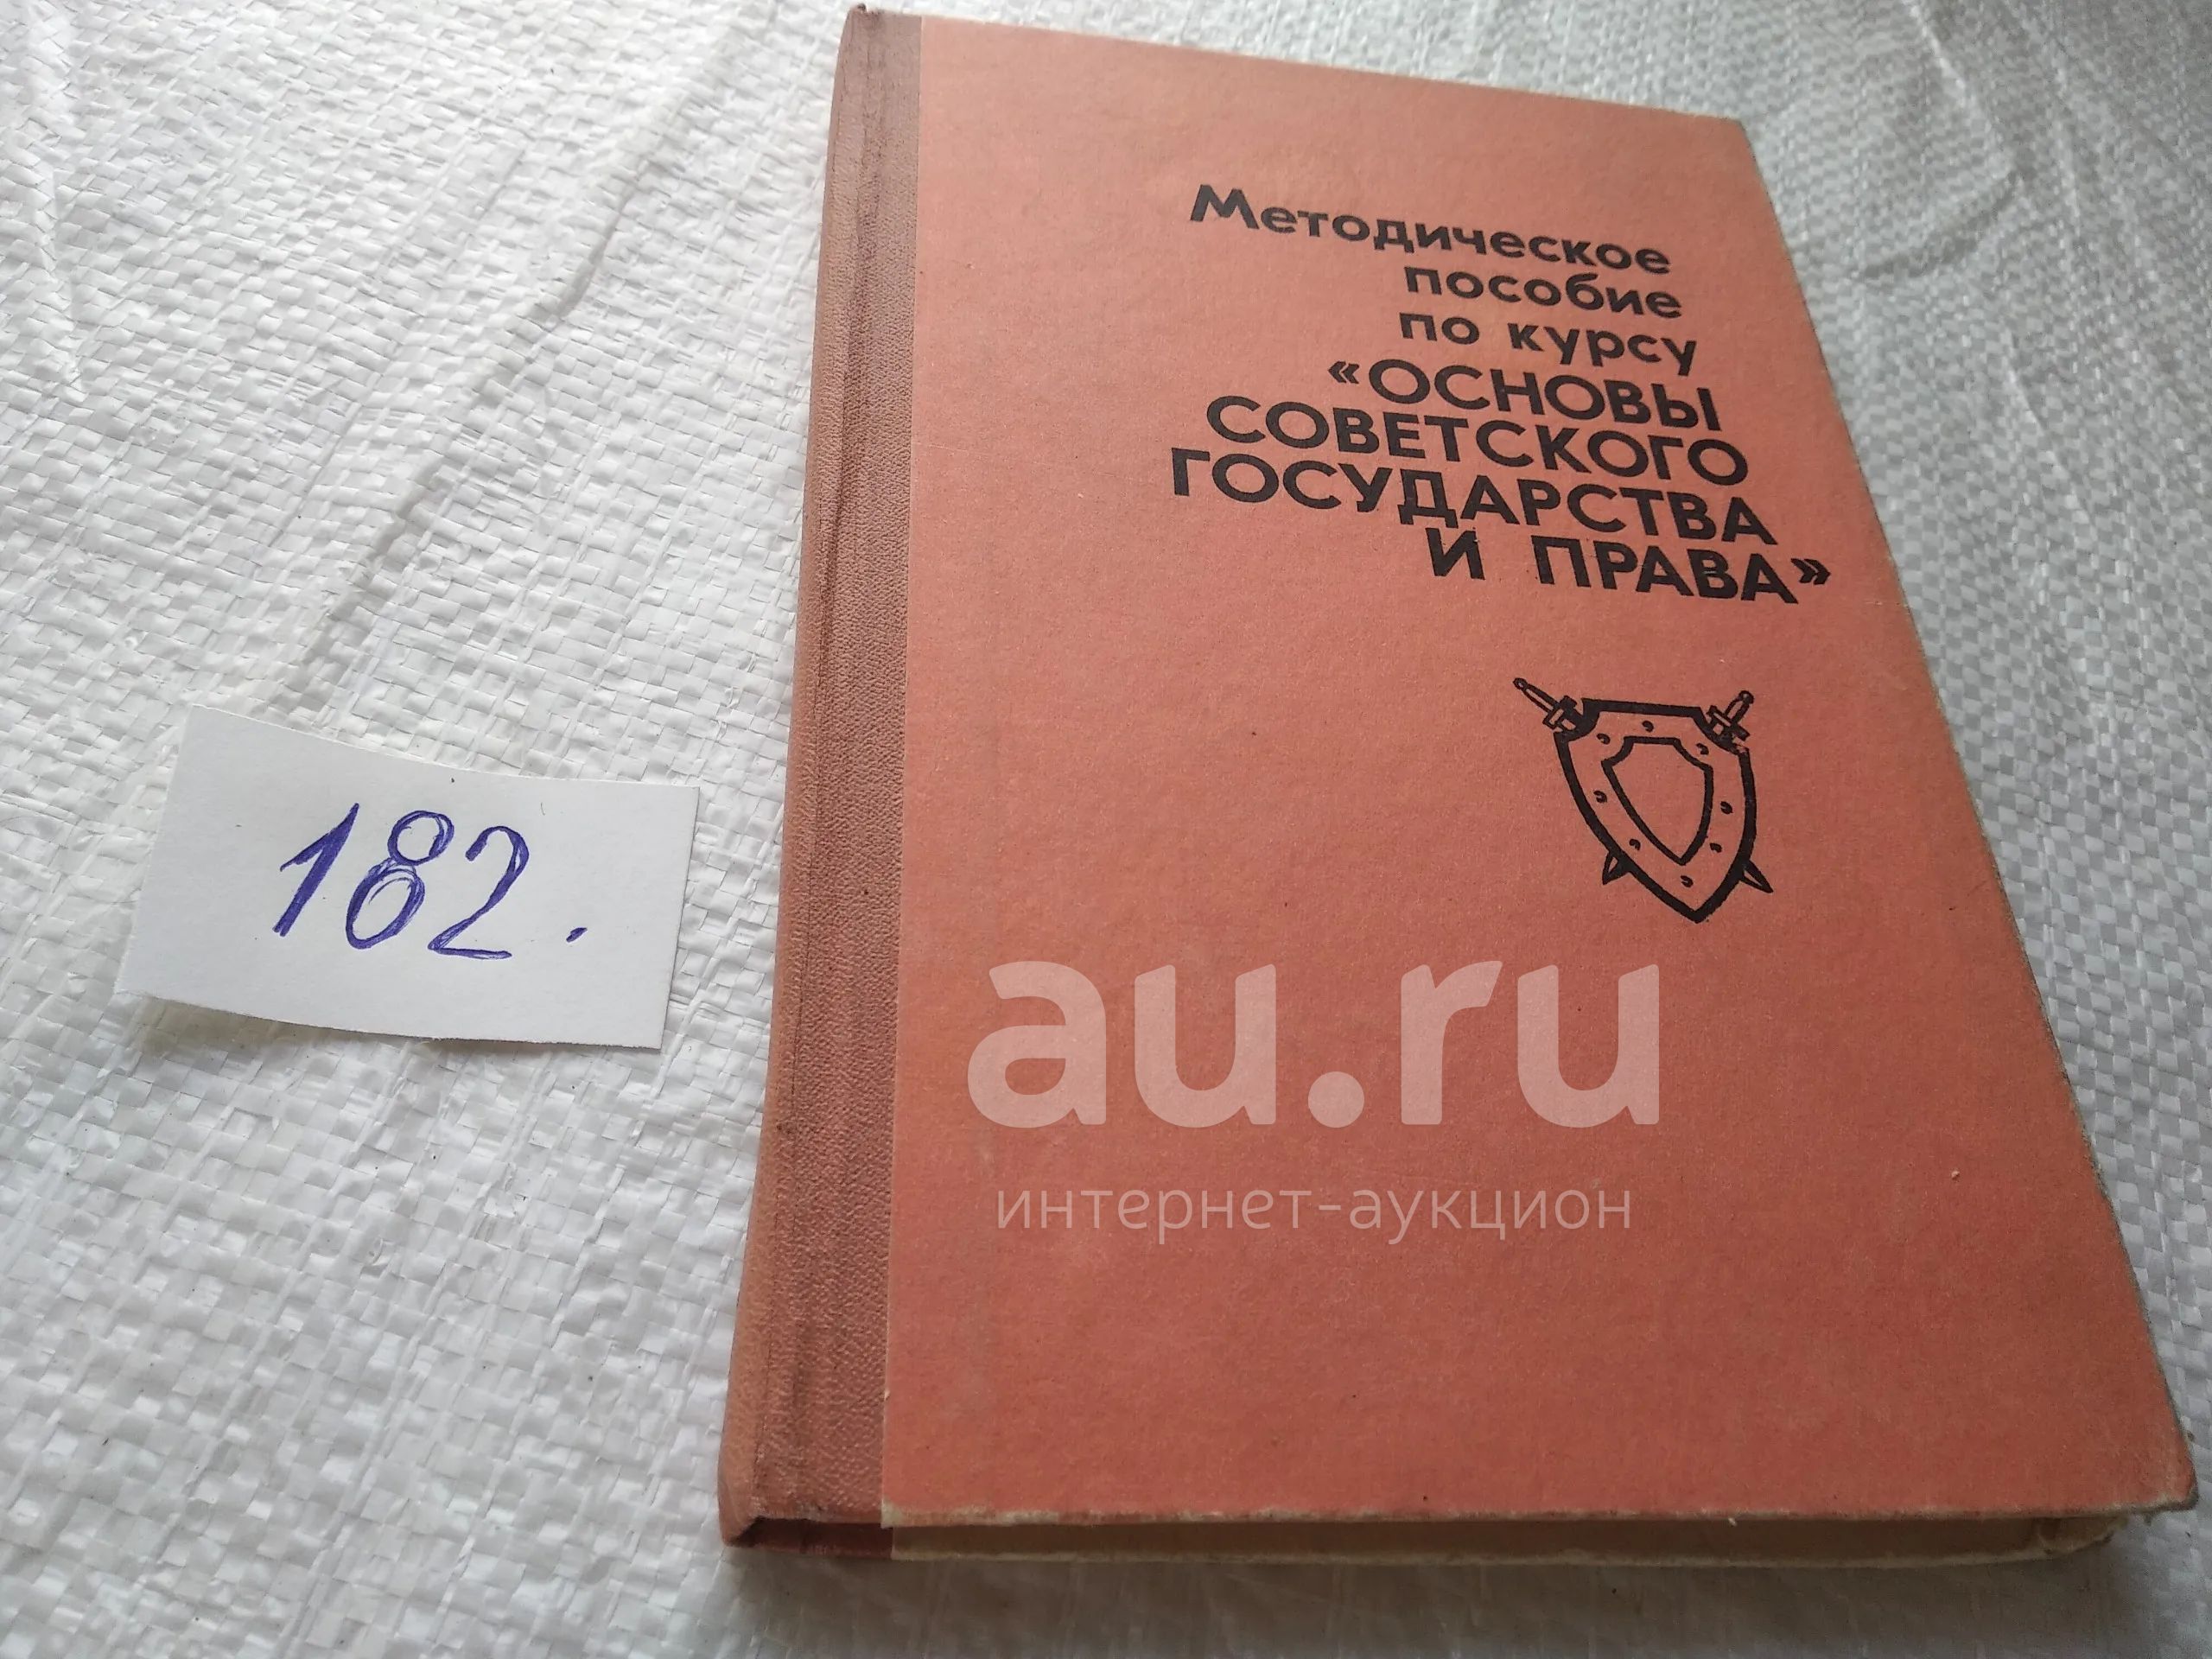 Методическое
пособие
по курсу
«ОСНОВЫ
СОВЕТСКОГО
ГОСУДАРСТВА
И ПРАВА»
182.
au.ru
интернет-аукцион